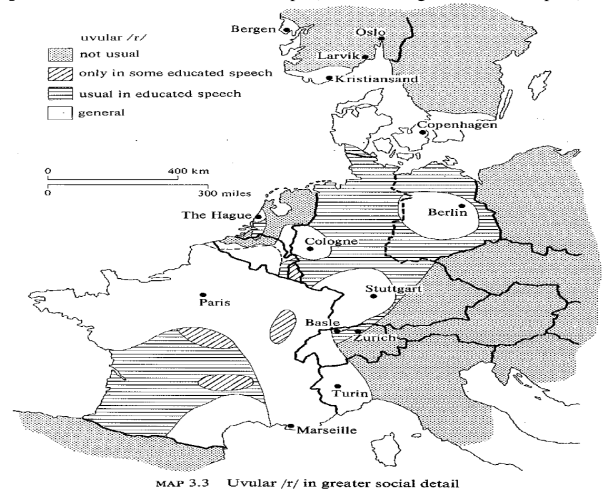 uvular /r/
not usual
only in some educated speech
usual in educated speech
general
0 400 km
0 300 miles
Bergen
Oslo
Larvik
Kristiansand
Copenhagen
The Hague
Berlin
Cologne
Paris
Stuttgart
Basle
Zurich
Turin
Marseille
MAP 3.3 Uvular /r/ in greater social detail